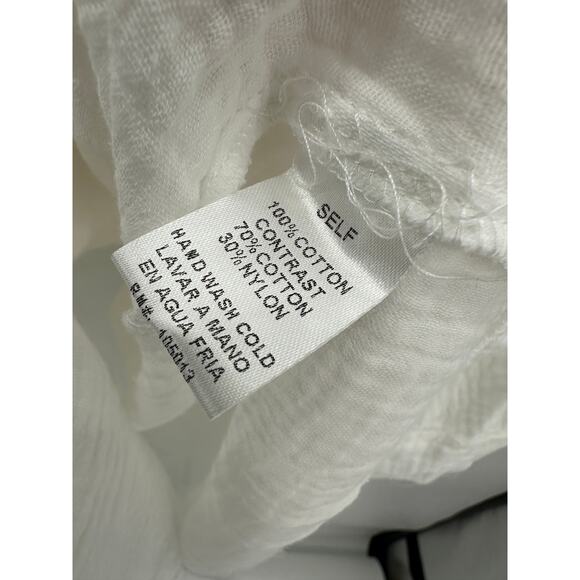 SELF
100% COTTON
CONTRAST
70% COTTON
30% NYLON
HAND WASH COLD
LAVAR A MANO
EN AGUA FRIA